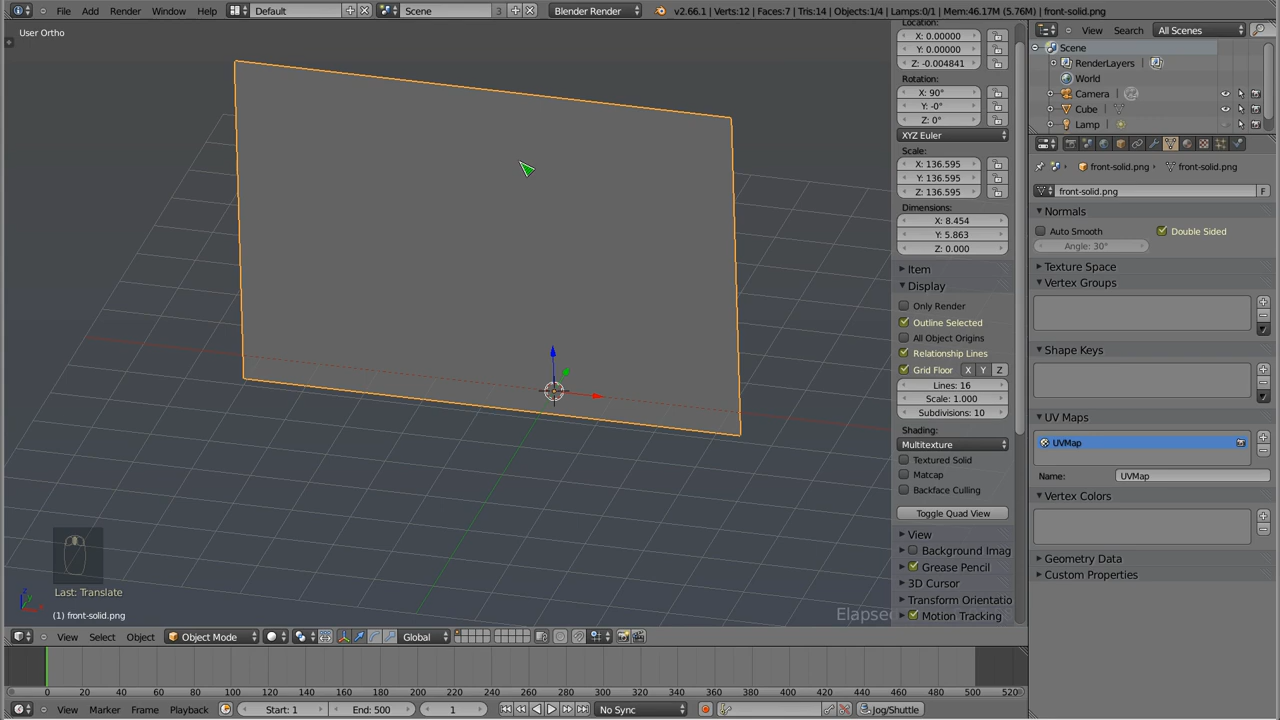 File Add Render Window Help Default Scene 3 Blender Render v2.66.1 | Verts:12 | Faces:7 | Tris:14 | Objects:1/4 | Lamps:0/1 | Mem:46.17M (5.76M) | front-solid.png
User Ortho
Location:
X: 0.00000
Y: 0.00000
Z: -0.004841
Rotation:
X: 90°
Y: -0°
Z: 0°
XYZ Euler
Scale:
X: 136.595
Y: 136.595
Z: 136.595
Dimensions:
X: 8.454
Y: 5.863
Z: 0.000
Item
Display
Only Render
Outline Selected
All Object Origins
Relationship Lines
Grid Floor X Y Z
Lines: 16
Scale: 1.000
Subdivisions: 10
Shading:
Multitexture
Textured Solid
Matcap
Backface Culling
Toggle Quad View
View
Background Imag
Grease Pencil
3D Cursor
Transform Orientatio
Motion Tracking
View Search All Scenes
Scene
RenderLayers
World
Camera
Cube
Lamp
front-solid.png front-solid.png
front-solid.png F
Normals
Auto Smooth Double Sided
Angle: 30°
Texture Space
Vertex Groups
Shape Keys
UV Maps
UVMap
Name: UVMap
Vertex Colors
Geometry Data
Custom Properties
Last: Translate
(1) front-solid.png
Elapsed
View Select Object Object Mode Global
0 20 40 60 80 100 120 140 160 180 200 220 240 260 280 300 320 340 360 380 400 420 440 460 480 500 520
View Marker Frame Playback Start: 1 End: 500 1 No Sync Jog/Shuttle